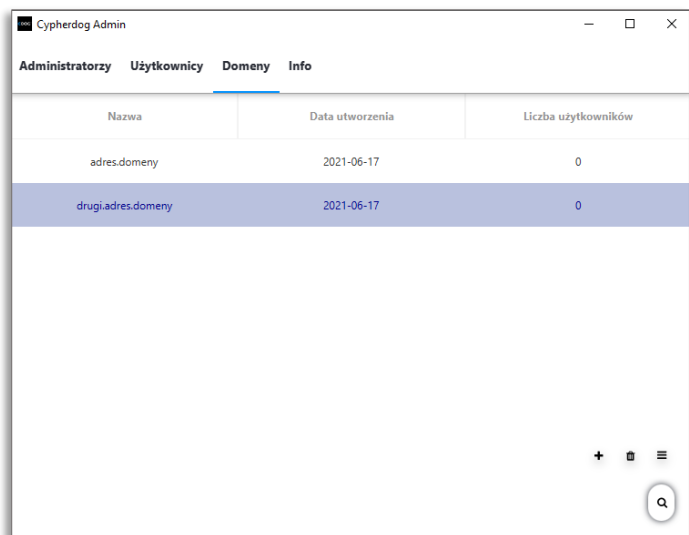 Cypherdog Admin
Administratorzy Użytkownicy Domeny Info
Nazwa Data utworzenia Liczba użytkowników
adres.domeny 2021-06-17 0
drugi.adres.domeny 2021-06-17 0